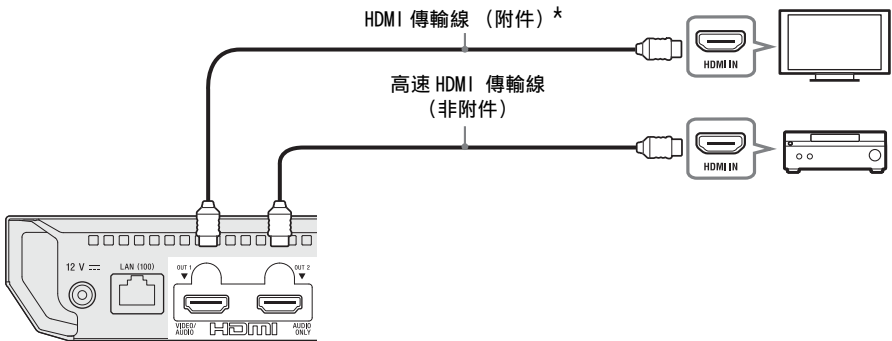 HDMI 傳輸線 （附件）*
HDMI IN
高速 HDMI 傳輸線
（非附件）
HDMI IN
12 V
LAN (100)
OUT 1
OUT 2
VIDEO/
AUDIO
HDMI
AUDIO
ONLY